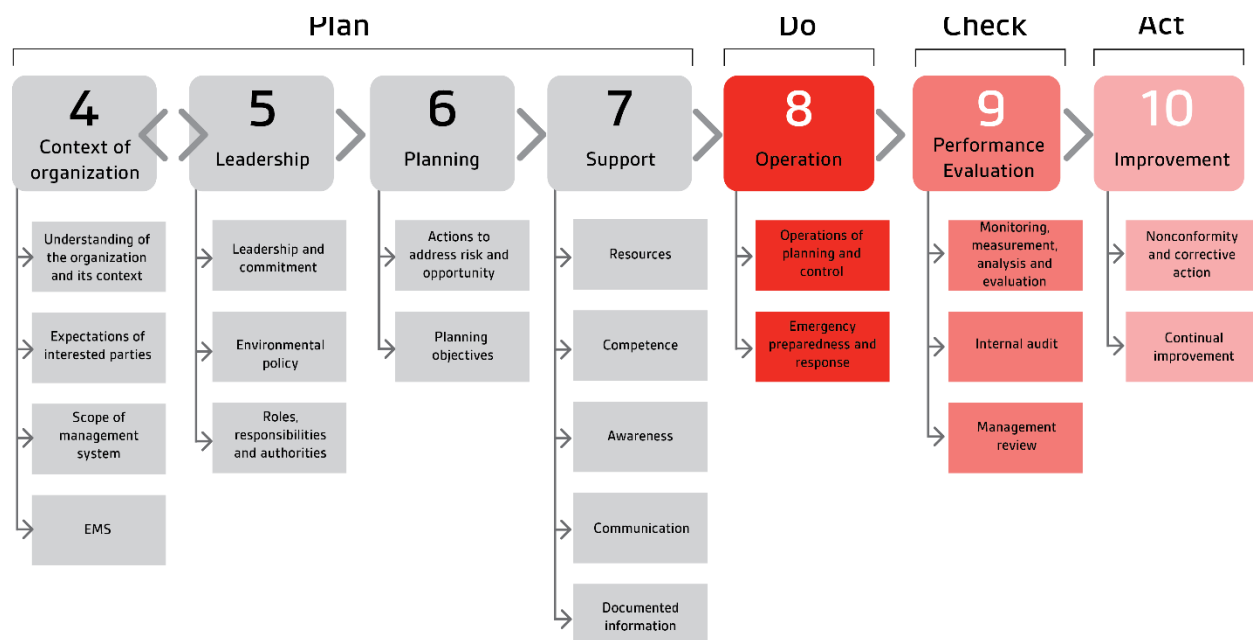 Plan
Do
Check
Act
4
Context of
organization
5
Leadership
6
Planning
7
Support
8
Operation
9
Performance
Evaluation
10
Improvement
Understanding of
the organization
and its context
Expectations of
interested parties
Scope of
management
system
EMS
Leadership and
commitment
Environmental
policy
Roles,
responsibilities
and authorities
Actions to
address risk and
opportunity
Planning
objectives
Resources
Competence
Awareness
Communication
Documented
information
Operations of
planning and
control
Emergency
preparedness and
response
Monitoring,
measurement,
analysis and
evaluation
Internal audit
Management
review
Nonconformity
and corrective
action
Continual
improvement